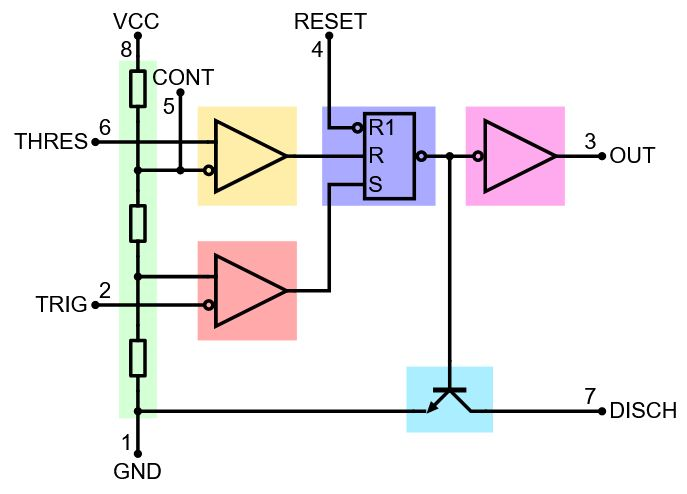 VCC
RESET
8
4
CONT
5
6
THRES
R1
3
R
OUT
S
2
TRIG
7
DISCH
1
GND